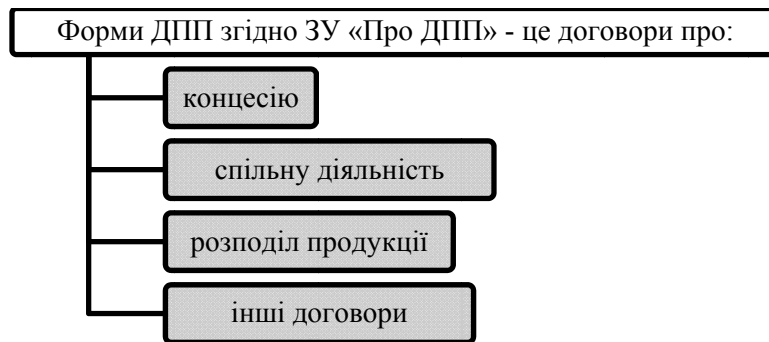 Форми ДПП згідно ЗУ «Про ДПП» - це договори про:
концесію
спільну діяльність
розподіл продукції
інші договори